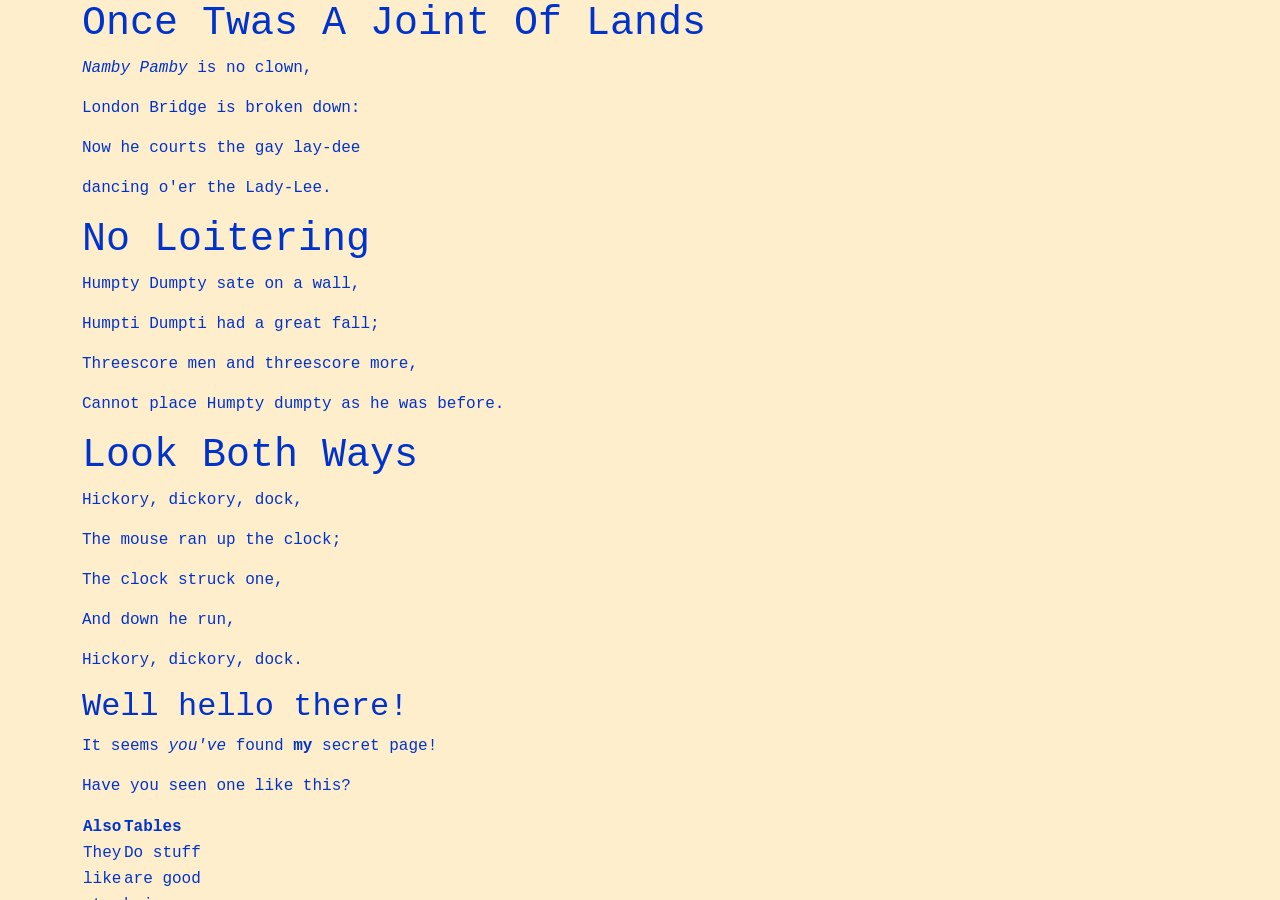 Once Twas A Joint Of Lands
Namby Pamby is no clown,
London Bridge is broken down:
Now he courts the gay lay-dee
dancing o'er the Lady-Lee.
No Loitering
Humpty Dumpty sate on a wall,
Humpti Dumpti had a great fall;
Threescore men and threescore more,
Cannot place Humpty dumpty as he was before.
Look Both Ways
Hickory, dickory, dock,
The mouse ran up the clock;
The clock struck one,
And down he run,
Hickory, dickory, dock.
Well hello there!
It seems you've found my secret page!
Have you seen one like this?
Also Tables
They Do stuff
like are good